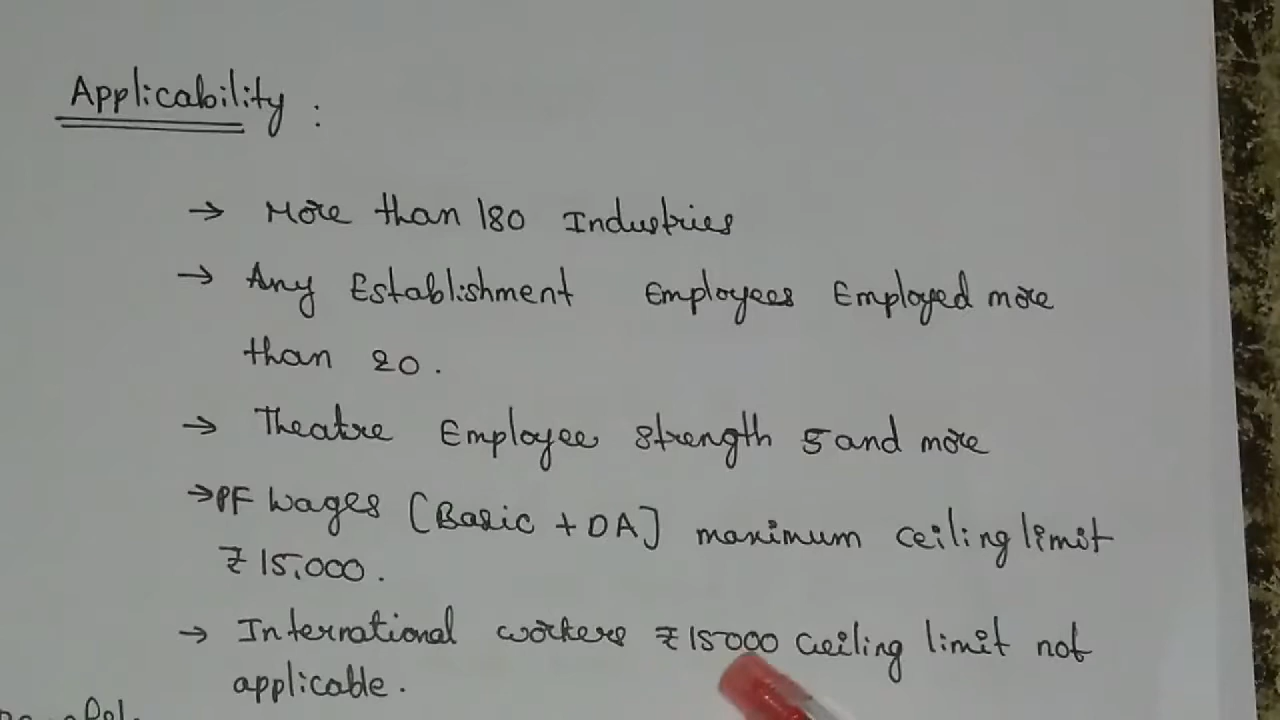 Applicability :
→ More than 180 Industries
→ Any Establishment Employees Employed more
than 20.
→ Theatre Employee strength 5 and more
→ PF Wages [Basic + DA] maximum ceiling limit
₹ 15,000.
→ International workers ₹ 15000 ceiling limit not
applicable.